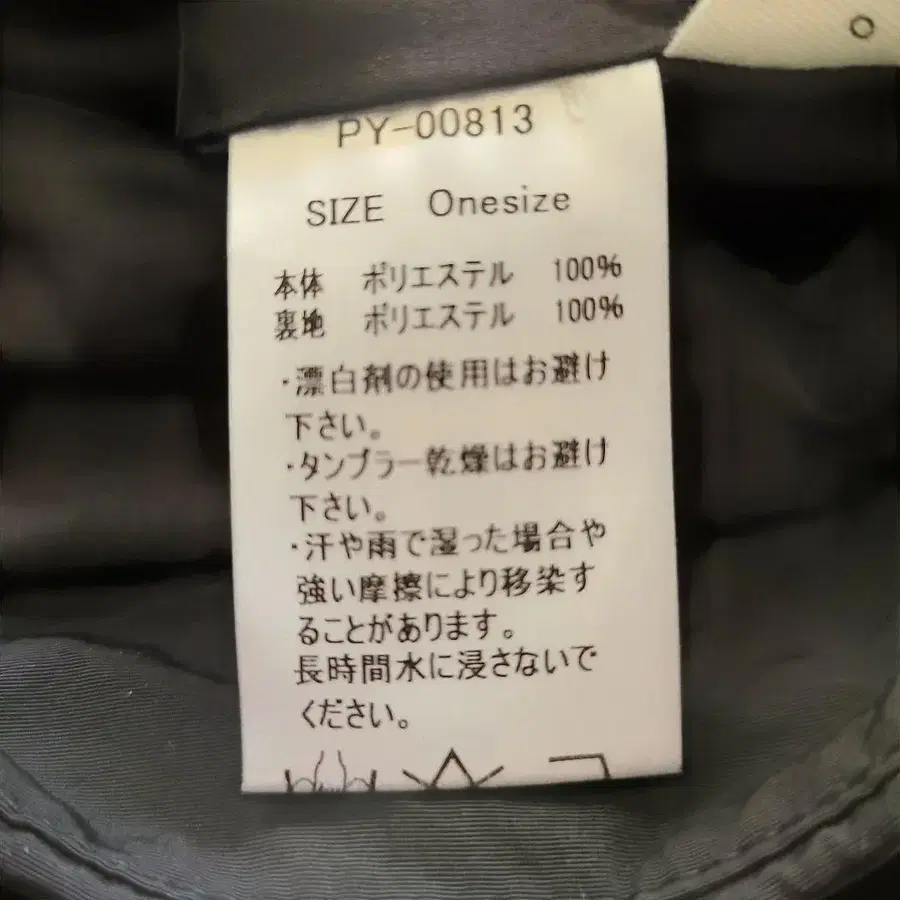 PY-00813
SIZE Onesize
本体 ポリエステル 100%
裏地 ポリエステル 100%
・漂白剤の使用はお避け
下さい。
・タンブラー乾燥はお避け
下さい。
・汗や雨で湿った場合や
強い摩擦により移染す
ることがあります。
長時間水に浸さないで
ください。